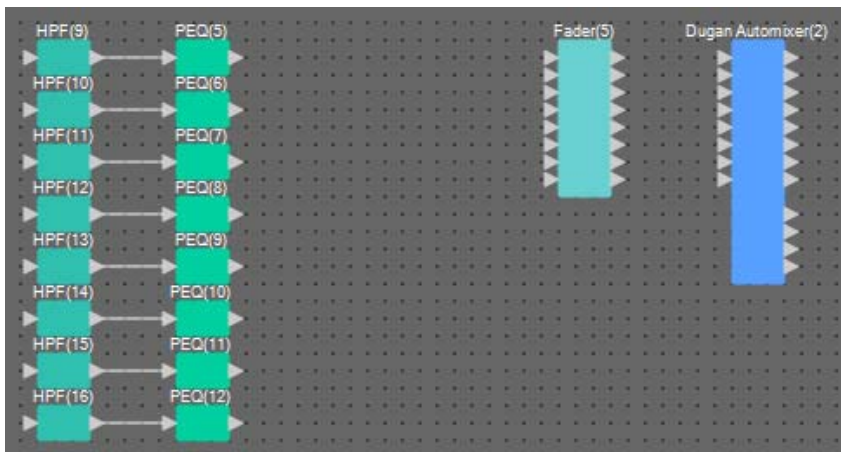 HPF(9) PEQ(5) Fader(5) Dugan Automixer(2)
HPF(10) PEQ(6)
HPF(11) PEQ(7)
HPF(12) PEQ(8)
HPF(13) PEQ(9)
HPF(14) PEQ(10)
HPF(15) PEQ(11)
HPF(16) PEQ(12)